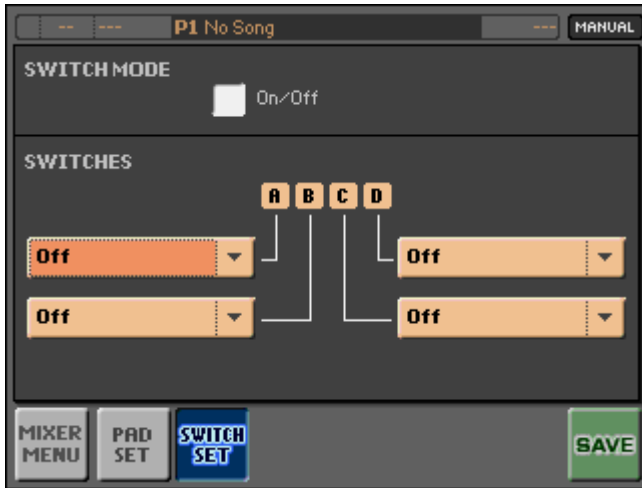 -- --- P1 No Song --- MANUAL
SWITCH MODE
On/Off
SWITCHES
A B C D
Off Off
Off Off
MIXER MENU PAD SET SWITCH SET SAVE